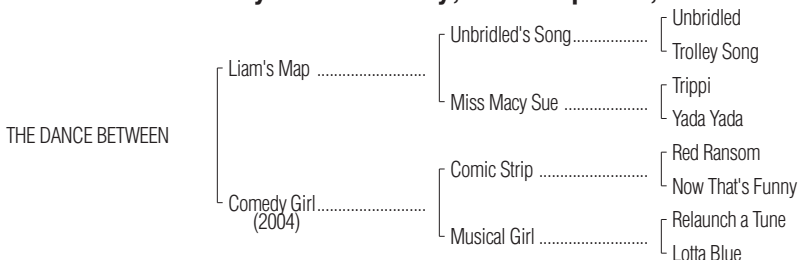 Unbridled
Unbridled's Song..................
Trolley Song
Liam's Map ..........................
Trippi
Miss Macy Sue ....................
Yada Yada
THE DANCE BETWEEN
Red Ransom
Comic Strip ..........................
Now That's Funny
Comedy Girl..........................
(2004)
Relaunch a Tune
Musical Girl ..........................
Lotta Blue